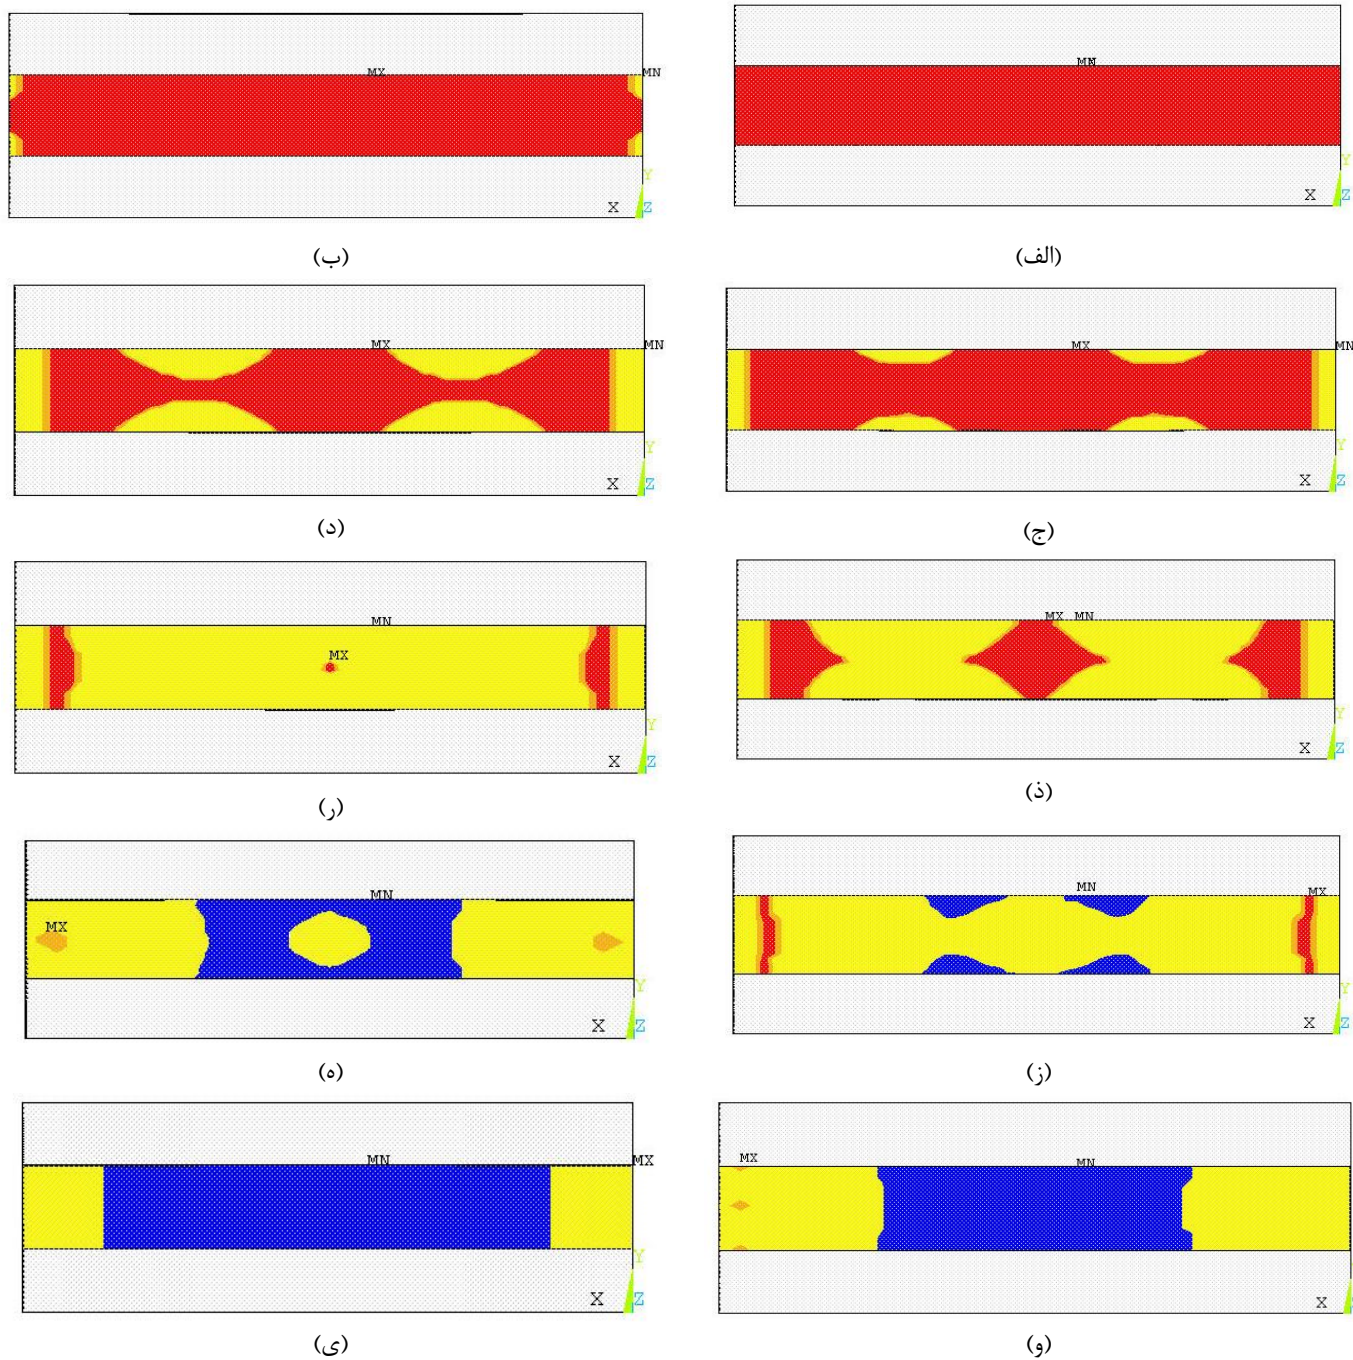 MN
Y
X Z
(الف)
MX MN
Y
X Z
(ب)
MX MN
Y
X Z
(ج)
MX MN
Y
X Z
(د)
MX MN
Y
X Z
(ذ)
MN
MX
Y
X Z
(ر)
MN MX
Y
X Z
(ز)
MN
MX
Y
X Z
(ه)
MX MN
X
(و)
MN MX
Y
X Z
(ی)